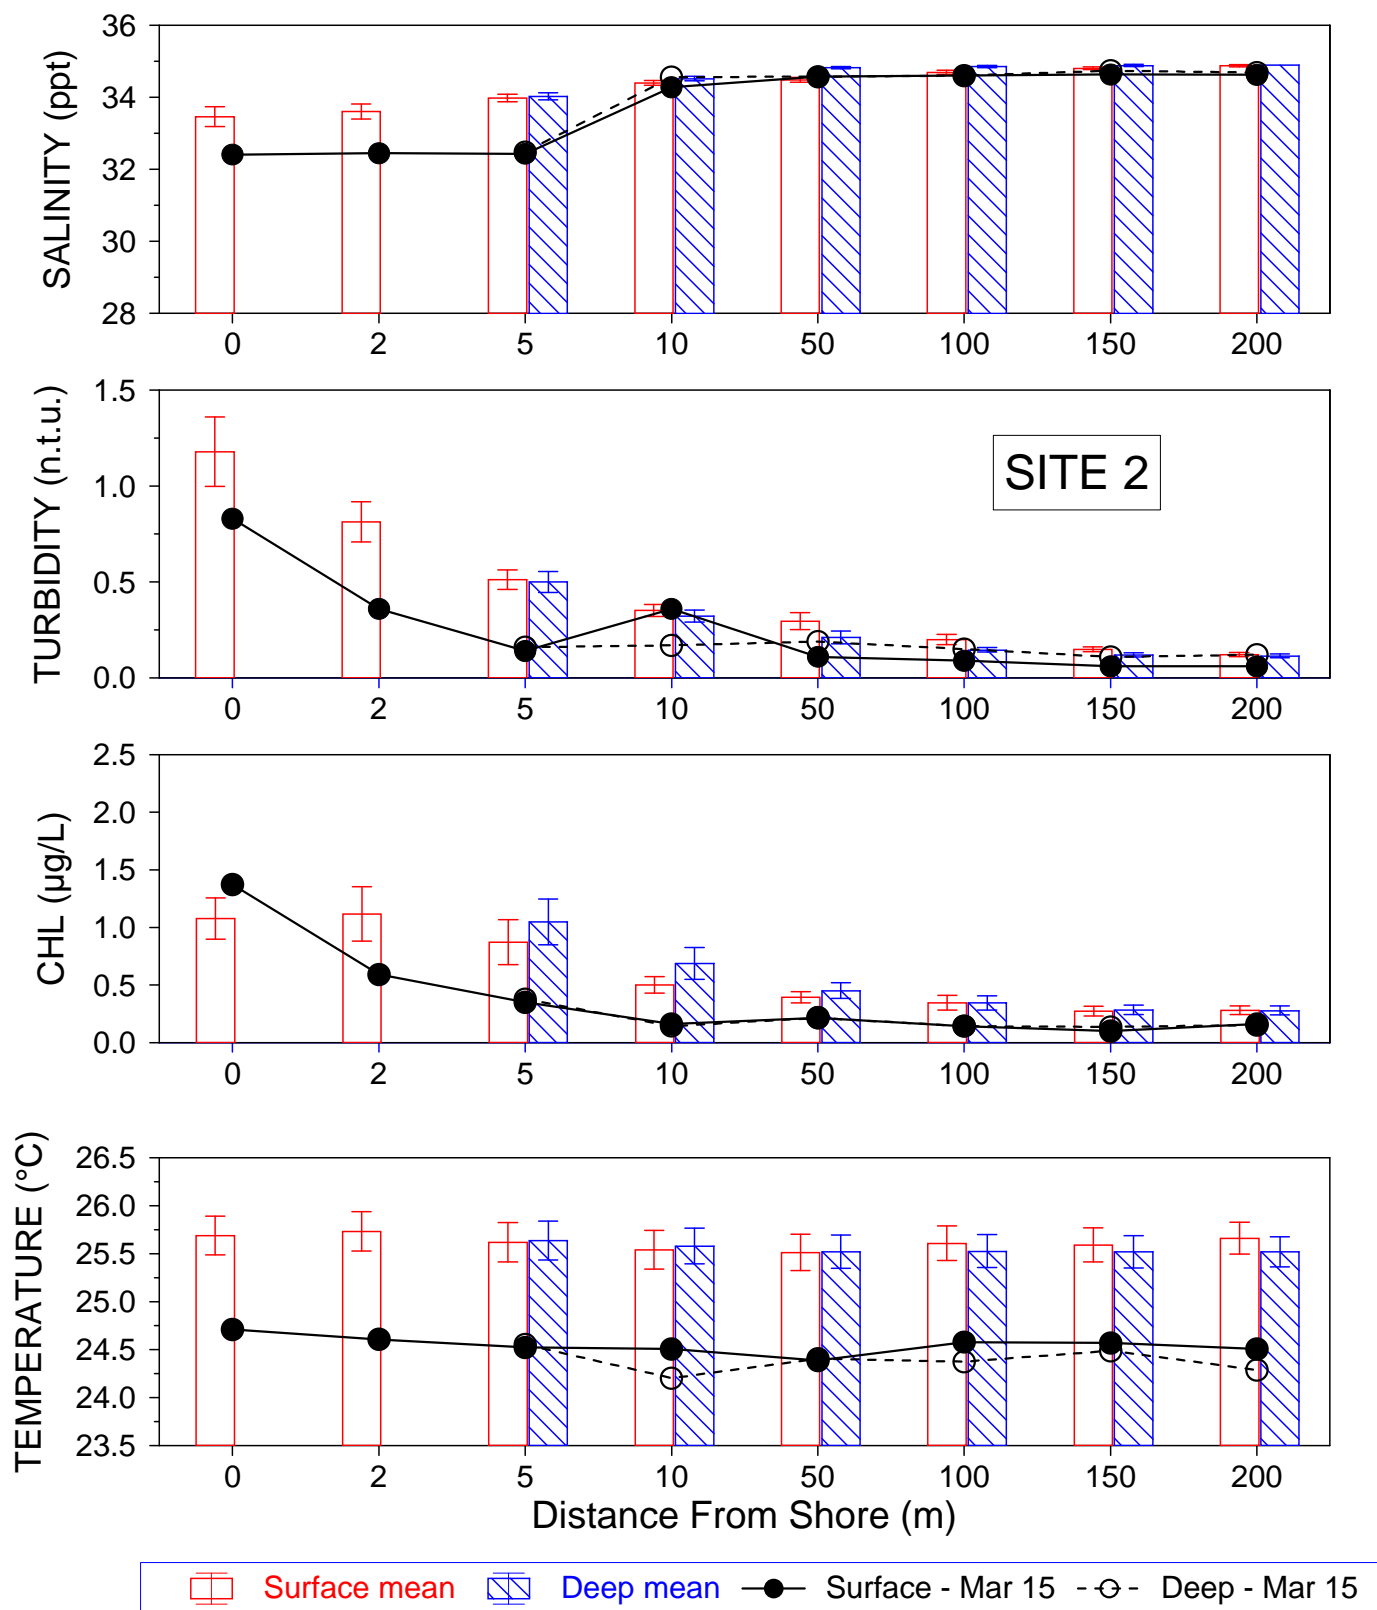 SALINITY (ppt)
36
34
32
30
28
0 2 5 10 50 100 150 200
TURBIDITY (n.t.u.)
1.5
1.0
0.5
0.0
SITE 2
0 2 5 10 50 100 150 200
CHL (µg/L)
2.5
2.0
1.5
1.0
0.5
0.0
0 2 5 10 50 100 150 200
TEMPERATURE (°C)
26.5
26.0
25.5
25.0
24.5
24.0
23.5
0 2 5 10 50 100 150 200
Distance From Shore (m)
Surface mean Deep mean Surface - Mar 15 Deep - Mar 15